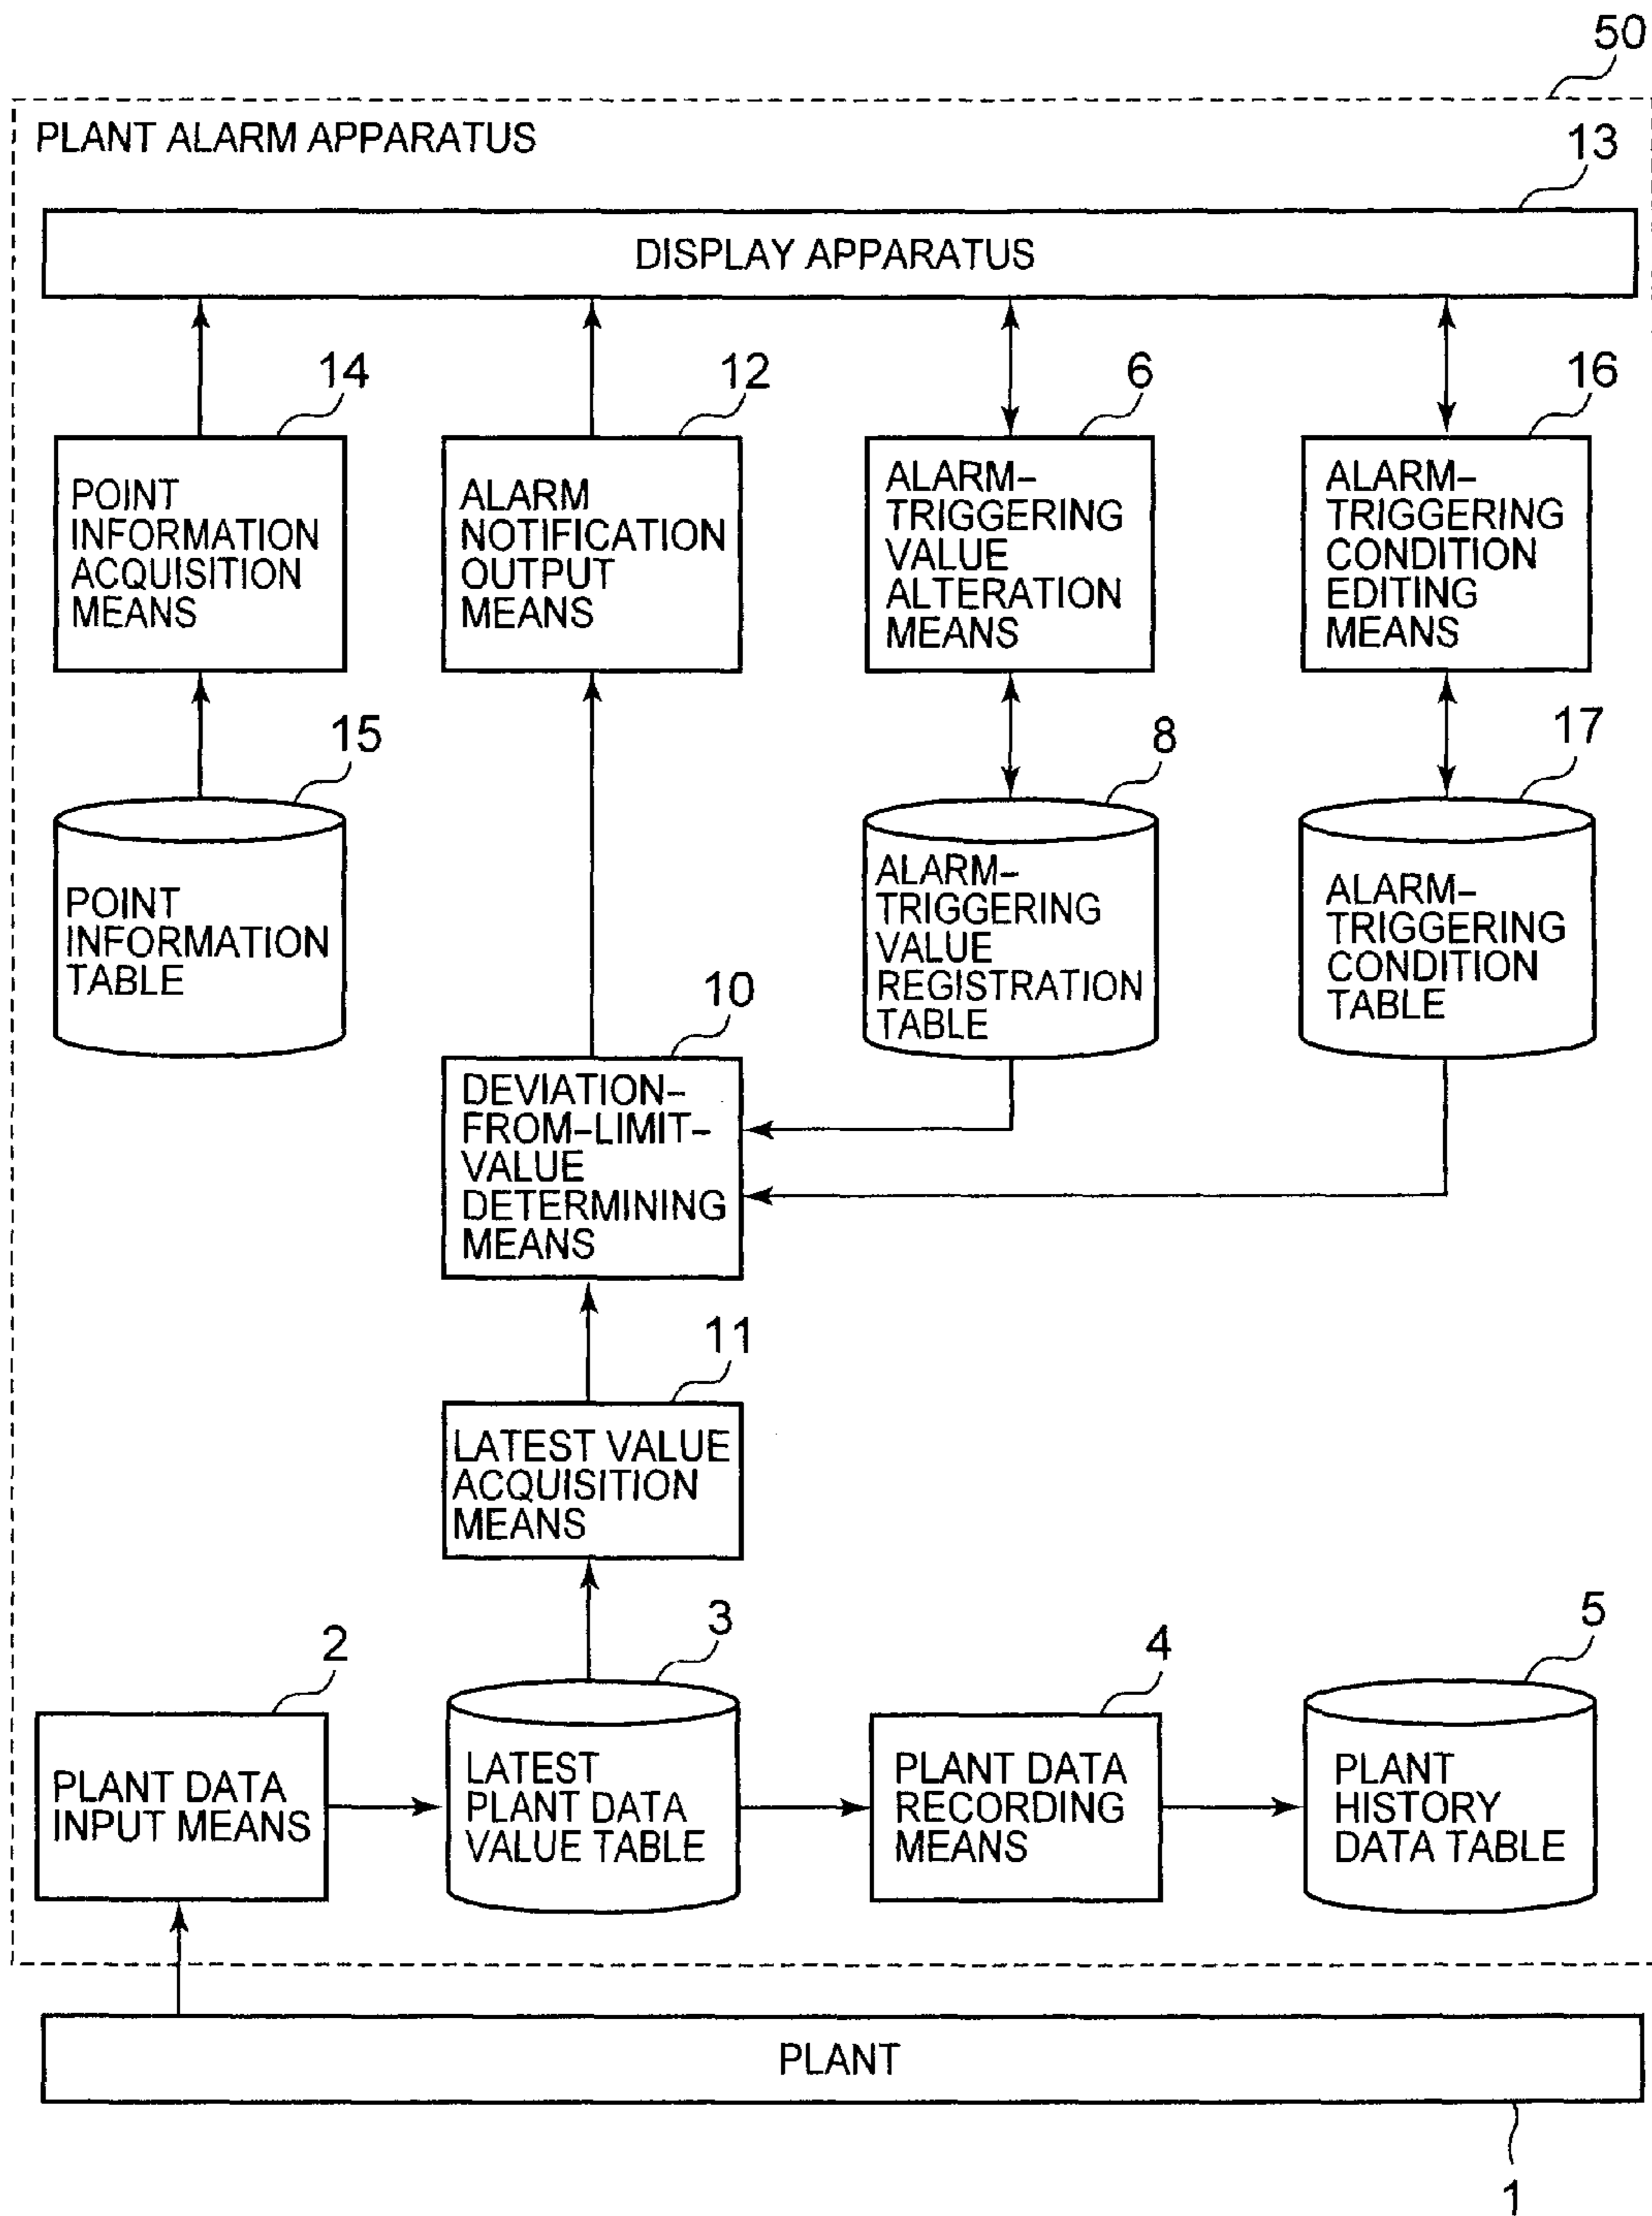 50
PLANT ALARM APPARATUS
13
DISPLAY APPARATUS
14
POINT
INFORMATION
ACQUISITION
MEANS
12
ALARM
NOTIFICATION
OUTPUT
MEANS
6
ALARM–
TRIGGERING
VALUE
ALTERATION
MEANS
16
ALARM–
TRIGGERING
CONDITION
EDITING
MEANS
15
POINT
INFORMATION
TABLE
8
ALARM–
TRIGGERING
VALUE
REGISTRATION
TABLE
17
ALARM–
TRIGGERING
CONDITION
TABLE
10
DEVIATION–
FROM–LIMIT–
VALUE
DETERMINING
MEANS
11
LATEST VALUE
ACQUISITION
MEANS
2
PLANT DATA
INPUT MEANS
3
LATEST
PLANT DATA
VALUE TABLE
4
PLANT DATA
RECORDING
MEANS
5
PLANT
HISTORY
DATA TABLE
PLANT
1